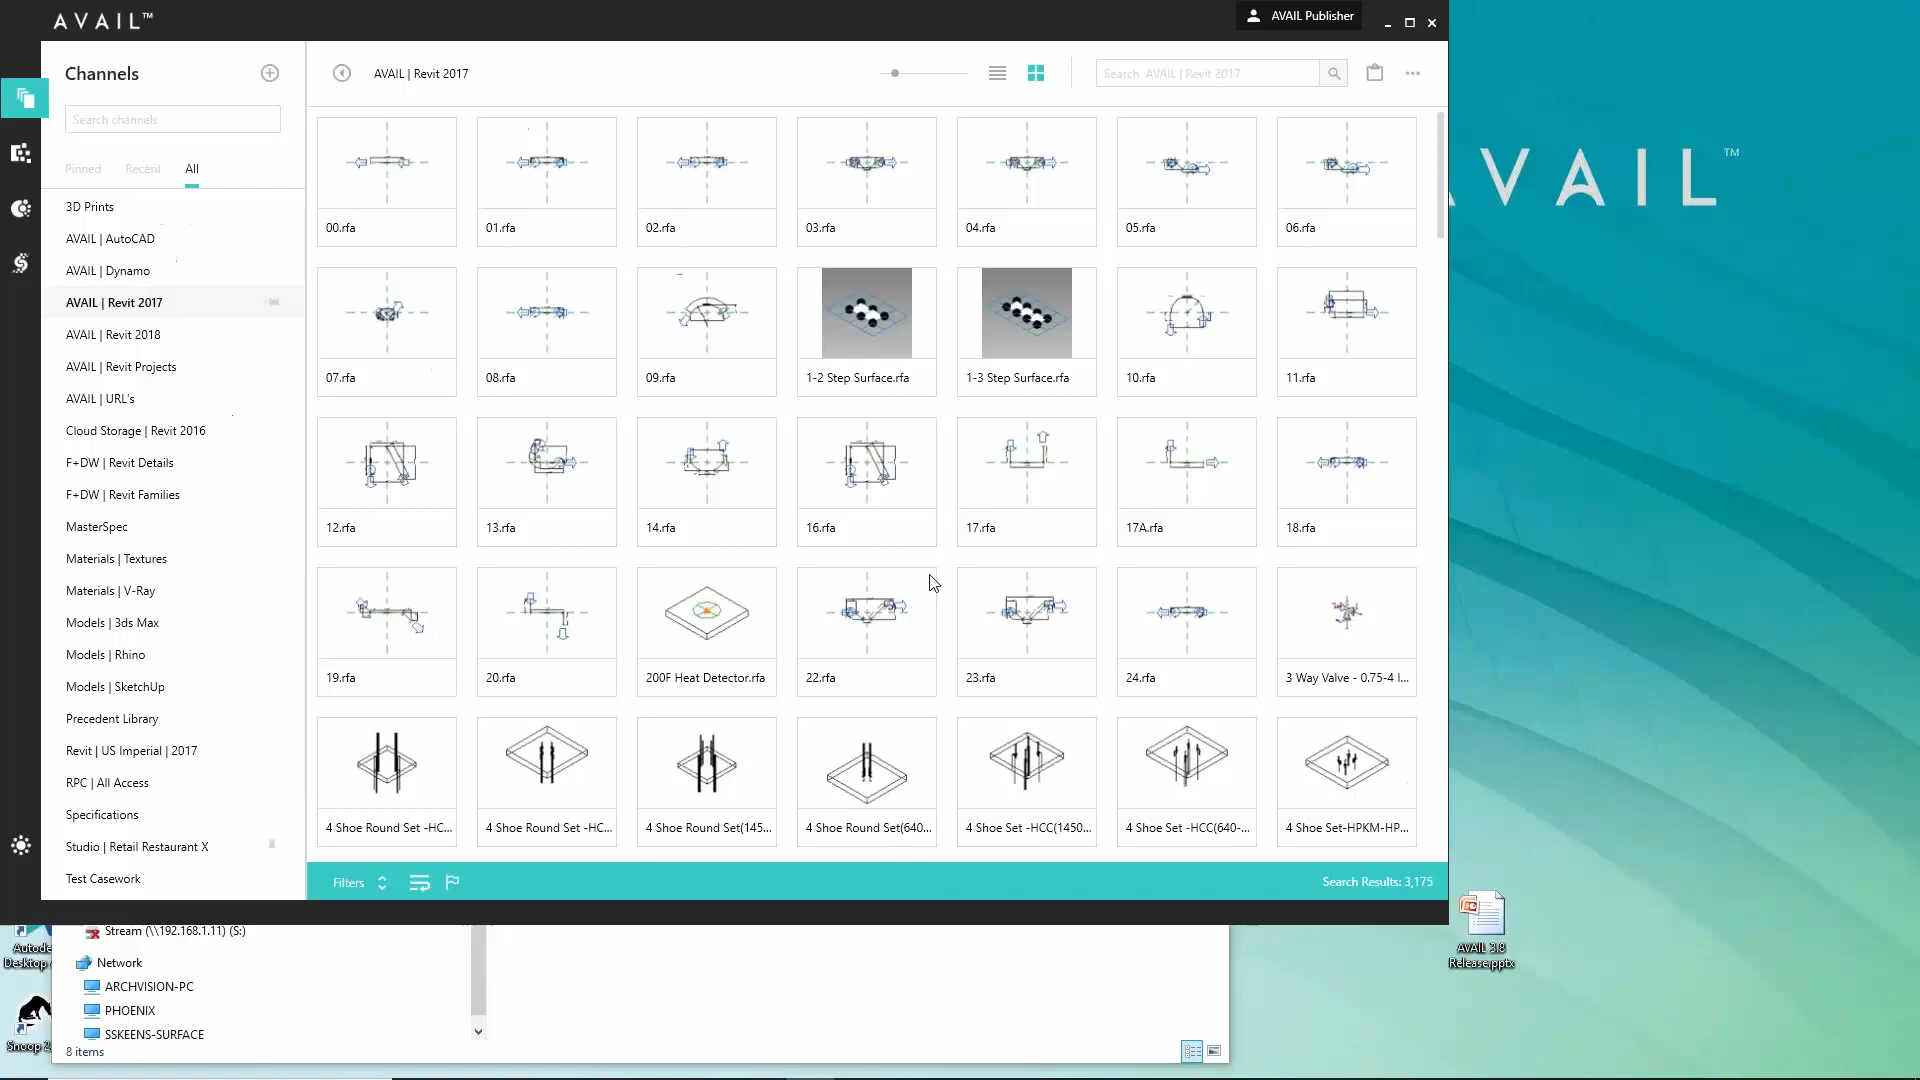 AVAIL™
AVAIL Publisher
Channels
AVAIL | Revit 2017
Search AVAIL | Revit 2017
Search channels
Pinned Recent All
3D Prints
AVAIL | AutoCAD
AVAIL | Dynamo
AVAIL | Revit 2017
AVAIL | Revit 2018
AVAIL | Revit Projects
AVAIL | URL's
Cloud Storage | Revit 2016
F+DW | Revit Details
F+DW | Revit Families
MasterSpec
Materials | Textures
Materials | V-Ray
Models | 3ds Max
Models | Rhino
Models | SketchUp
Precedent Library
Revit | US Imperial | 2017
RPC | All Access
Specifications
Studio | Retail Restaurant X
Test Casework
00.rfa 01.rfa 02.rfa 03.rfa 04.rfa 05.rfa 06.rfa
07.rfa 08.rfa 09.rfa 1-2 Step Surface.rfa 1-3 Step Surface.rfa 10.rfa 11.rfa
12.rfa 13.rfa 14.rfa 16.rfa 17.rfa 17A.rfa 18.rfa
19.rfa 20.rfa 200F Heat Detector.rfa 22.rfa 23.rfa 24.rfa 3 Way Valve - 0.75-4 I...
4 Shoe Round Set -HC... 4 Shoe Round Set -HC... 4 Shoe Round Set(145... 4 Shoe Round Set(640... 4 Shoe Set -HCC(1450... 4 Shoe Set -HCC(640-... 4 Shoe Set-HPKM-HP...
Filters
Search Results: 3,175
AVAIL™
Stream (\\192.168.1.11) (S:)
Network
ARCHVISION-PC
PHOENIX
SSKEENS-SURFACE
8 items
Autode
Desktop
Snoop 2
AVAIL 3.8
Release.pptx